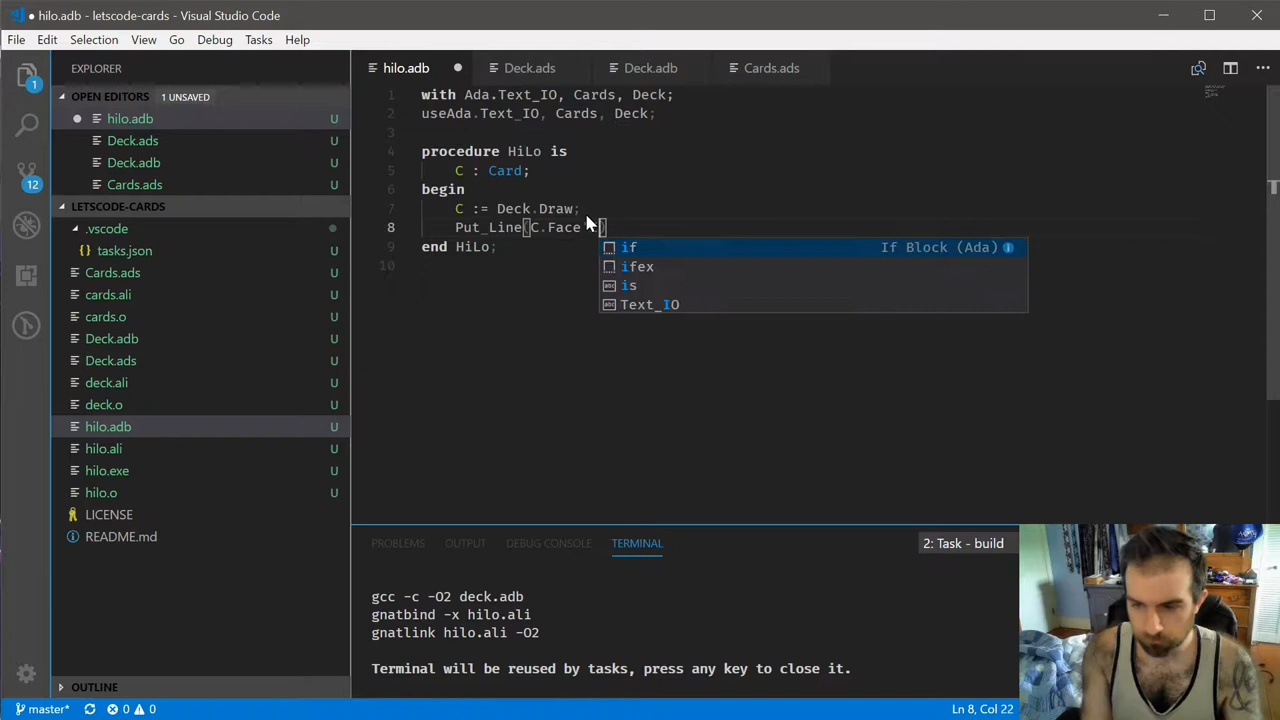 hilo.adb - letscode-cards - Visual Studio Code
File Edit Selection View Go Debug Tasks Help
EXPLORER
hilo.adb Deck.ads Deck.adb Cards.ads
OPEN EDITORS 1 UNSAVED
hilo.adb U
Deck.ads U
Deck.adb U
Cards.ads U
LETSCODE-CARDS
.vscode
tasks.json U
Cards.ads U
cards.ali U
cards.o U
Deck.adb U
Deck.ads U
deck.ali U
deck.o U
hilo.adb U
hilo.ali U
hilo.exe U
hilo.o U
LICENSE
README.md
OUTLINE
1
12
1 with Ada.Text_IO, Cards, Deck;
2 useAda.Text_IO, Cards, Deck;
3
4 procedure HiLo is
5 C : Card;
6 begin
7 C := Deck.Draw;
8 Put_Line(C.Face
9 end HiLo;
10
if If Block (Ada)
ifex
is
Text_IO
PROBLEMS OUTPUT DEBUG CONSOLE TERMINAL 2: Task - build
gcc -c -O2 deck.adb
gnatbind -x hilo.ali
gnatlink hilo.ali -O2
Terminal will be reused by tasks, press any key to close it.
master* 0 0 Ln 8, Col 22